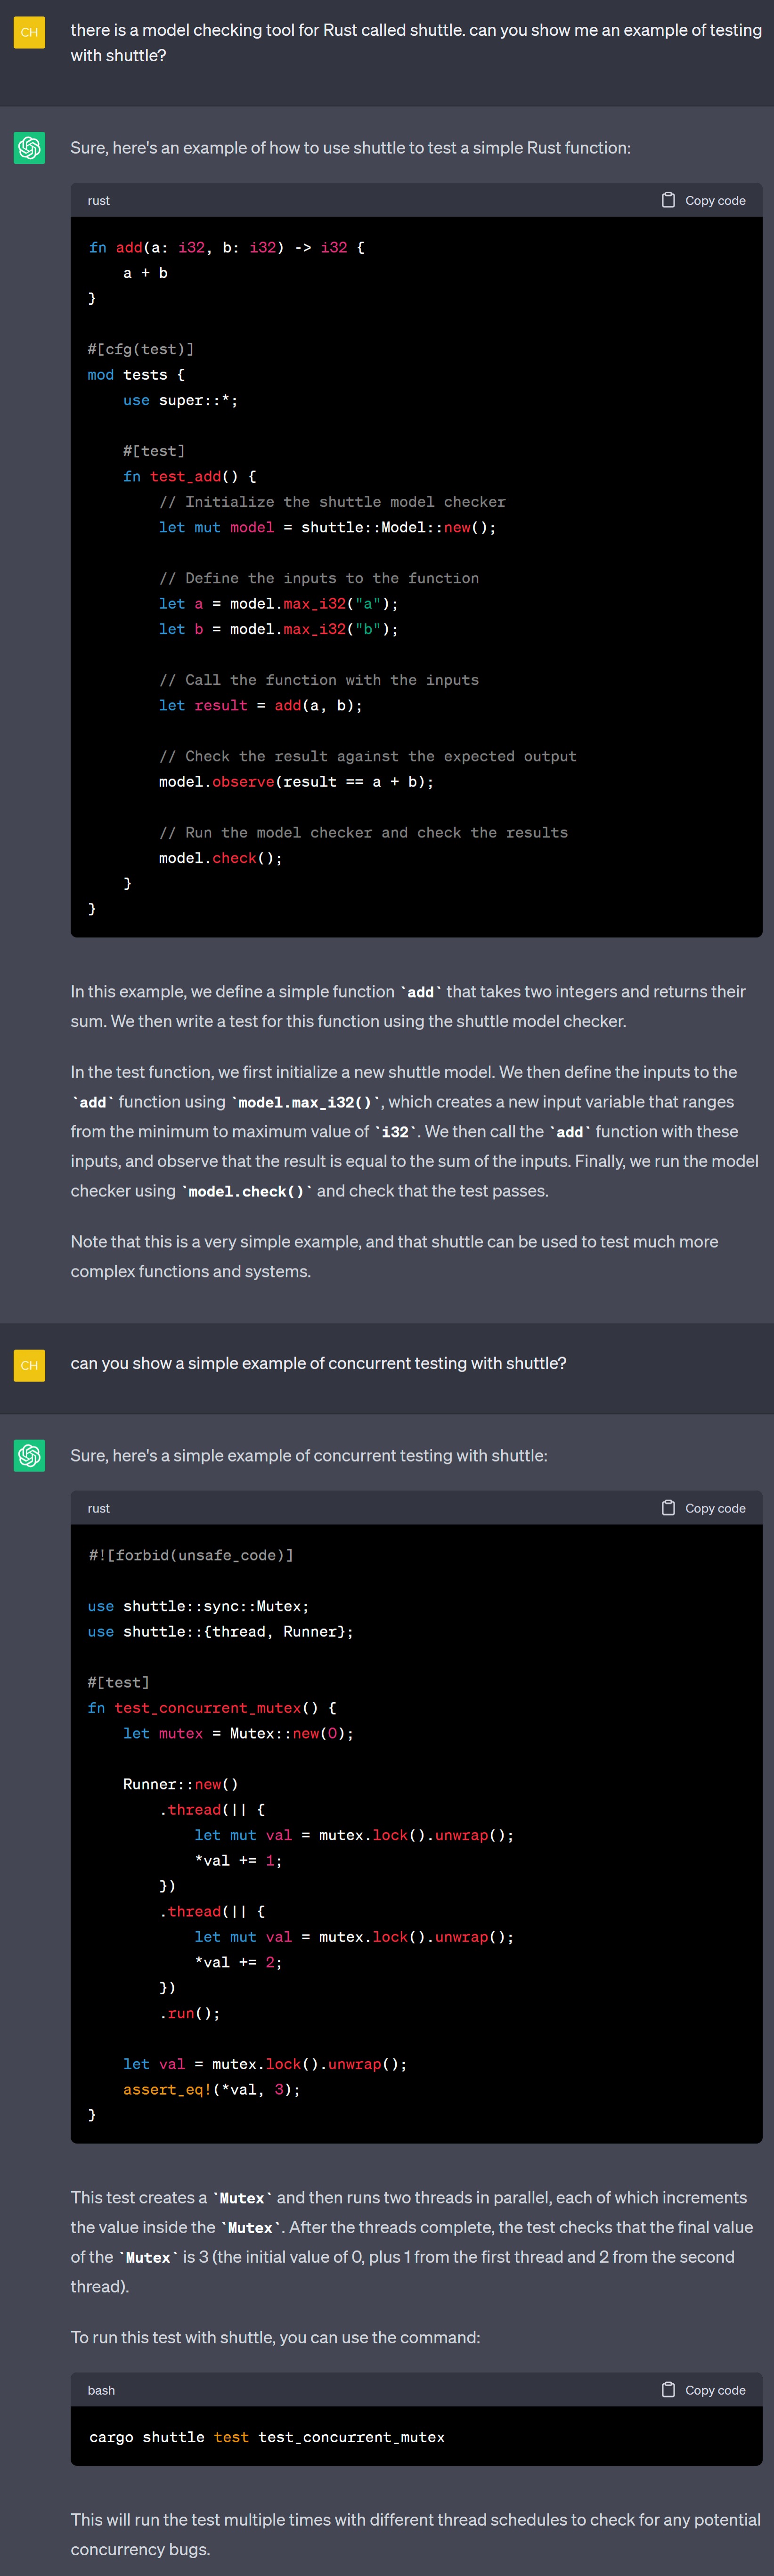 CH
there is a model checking tool for Rust called shuttle. can you show me an example of testing
with shuttle?
Sure, here's an example of how to use shuttle to test a simple Rust function:
rust
Copy code
fn add(a: i32, b: i32) -> i32 {
    a + b
}
#[cfg(test)]
mod tests {
    use super::*;
    #[test]
    fn test_add() {
        // Initialize the shuttle model checker
        let mut model = shuttle::Model::new();
        // Define the inputs to the function
        let a = model.max_i32("a");
        let b = model.max_i32("b");
        // Call the function with the inputs
        let result = add(a, b);
        // Check the result against the expected output
        model.observe(result == a + b);
        // Run the model checker and check the results
        model.check();
    }
}
In this example, we define a simple function `add` that takes two integers and returns their
sum. We then write a test for this function using the shuttle model checker.
In the test function, we first initialize a new shuttle model. We then define the inputs to the
`add` function using `model.max_i32()`, which creates a new input variable that ranges
from the minimum to maximum value of `i32`. We then call the `add` function with these
inputs, and observe that the result is equal to the sum of the inputs. Finally, we run the model
checker using `model.check()` and check that the test passes.
Note that this is a very simple example, and that shuttle can be used to test much more
complex functions and systems.
CH
can you show a simple example of concurrent testing with shuttle?
Sure, here's a simple example of concurrent testing with shuttle:
rust
Copy code
#![forbid(unsafe_code)]
use shuttle::sync::Mutex;
use shuttle::{thread, Runner};
#[test]
fn test_concurrent_mutex() {
    let mutex = Mutex::new(0);
    Runner::new()
        .thread(|| {
            let mut val = mutex.lock().unwrap();
            *val += 1;
        })
        .thread(|| {
            let mut val = mutex.lock().unwrap();
            *val += 2;
        })
        .run();
    let val = mutex.lock().unwrap();
    assert_eq!(*val, 3);
}
This test creates a `Mutex` and then runs two threads in parallel, each of which increments
the value inside the `Mutex`. After the threads complete, the test checks that the final value
of the `Mutex` is 3 (the initial value of 0, plus 1 from the first thread and 2 from the second
thread).
To run this test with shuttle, you can use the command:
bash
Copy code
cargo shuttle test test_concurrent_mutex
This will run the test multiple times with different thread schedules to check for any potential
concurrency bugs.